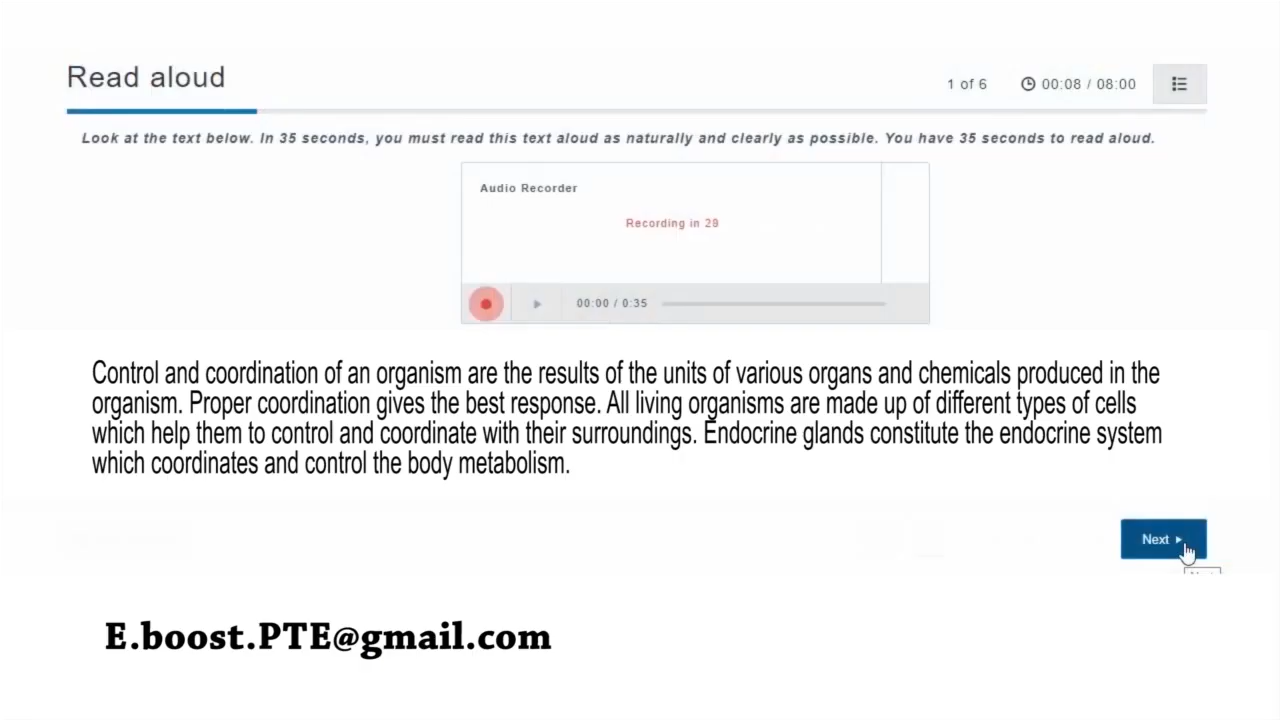 Read aloud
1 of 6
00:08 / 08:00
Look at the text below. In 35 seconds, you must read this text aloud as naturally and clearly as possible. You have 35 seconds to read aloud.
Audio Recorder
Recording in 29
00:00 / 0:35
Control and coordination of an organism are the results of the units of various organs and chemicals produced in the
organism. Proper coordination gives the best response. All living organisms are made up of different types of cells
which help them to control and coordinate with their surroundings. Endocrine glands constitute the endocrine system
which coordinates and control the body metabolism.
Next
E.boost.PTE@gmail.com